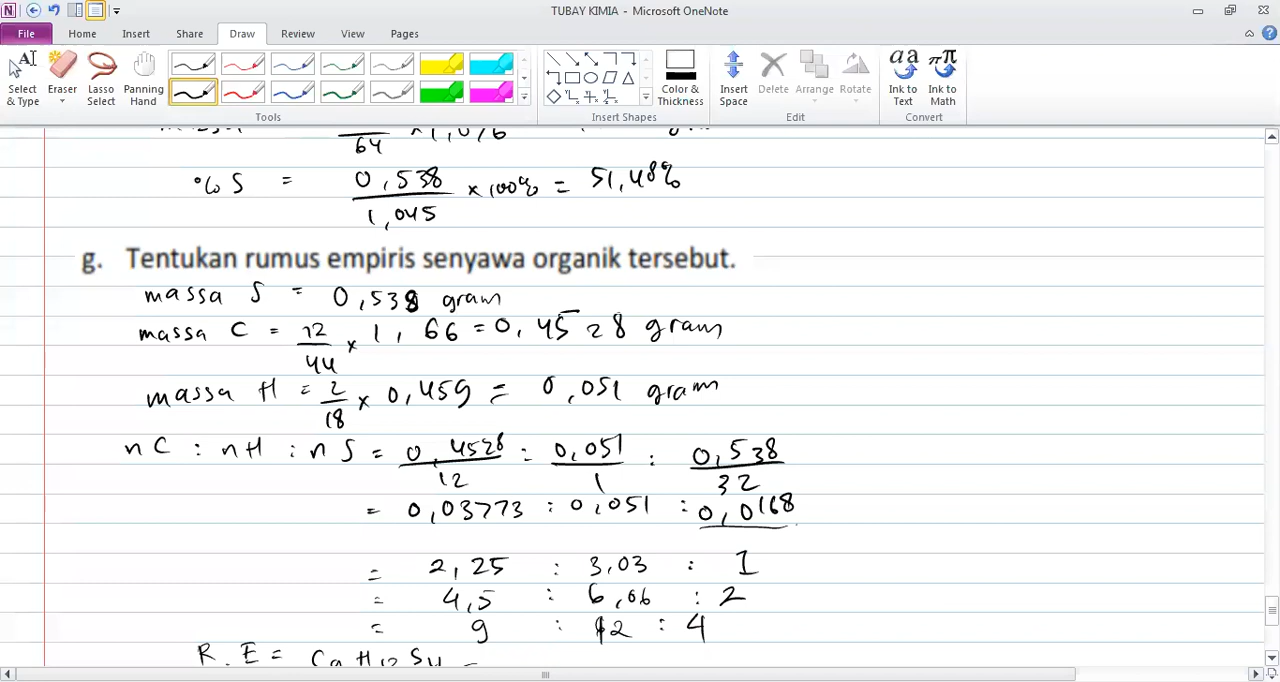 TUBAY KIMIA - Microsoft OneNote
File Home Insert Share Draw Review View Pages
Select & Type Eraser Lasso Select Panning Hand Color & Thickness Insert Space Delete Arrange Rotate Ink to Text Ink to Math
Tools Insert Shapes Edit Convert
64 × 1,076
% S = 0,538 / 1,045 × 100% = 51,48%
g. Tentukan rumus empiris senyawa organik tersebut.
massa S = 0,538 gram
massa C = 12/44 × 1,66 = 0,4528 gram
massa H = 2/18 × 0,459 = 0,051 gram
nC : nH : nS = 0,4528/12 : 0,051/1 : 0,538/32
= 0,03773 : 0,051 : 0,0168
= 2,25 : 3,03 : 1
= 4,5 : 6,06 : 2
= 9 : 12 : 4
R.E = C9H12S4